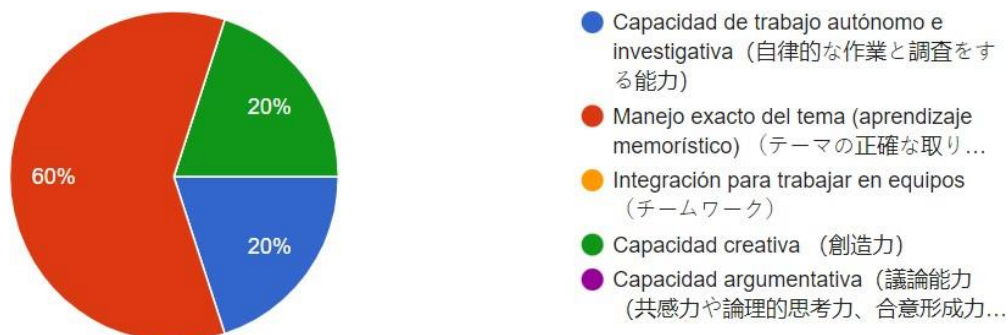 20%
60%
20%
Capacidad de trabajo autónomo e
investigativa（自律的な作業と調査をす
る能力）
Manejo exacto del tema (aprendizaje
memorístico) （テーマの正確な取り…
Integración para trabajar en equipos
（チームワーク）
Capacidad creativa （創造力）
Capacidad argumentativa（議論能力
（共感力や論理的思考力、合意形成力…